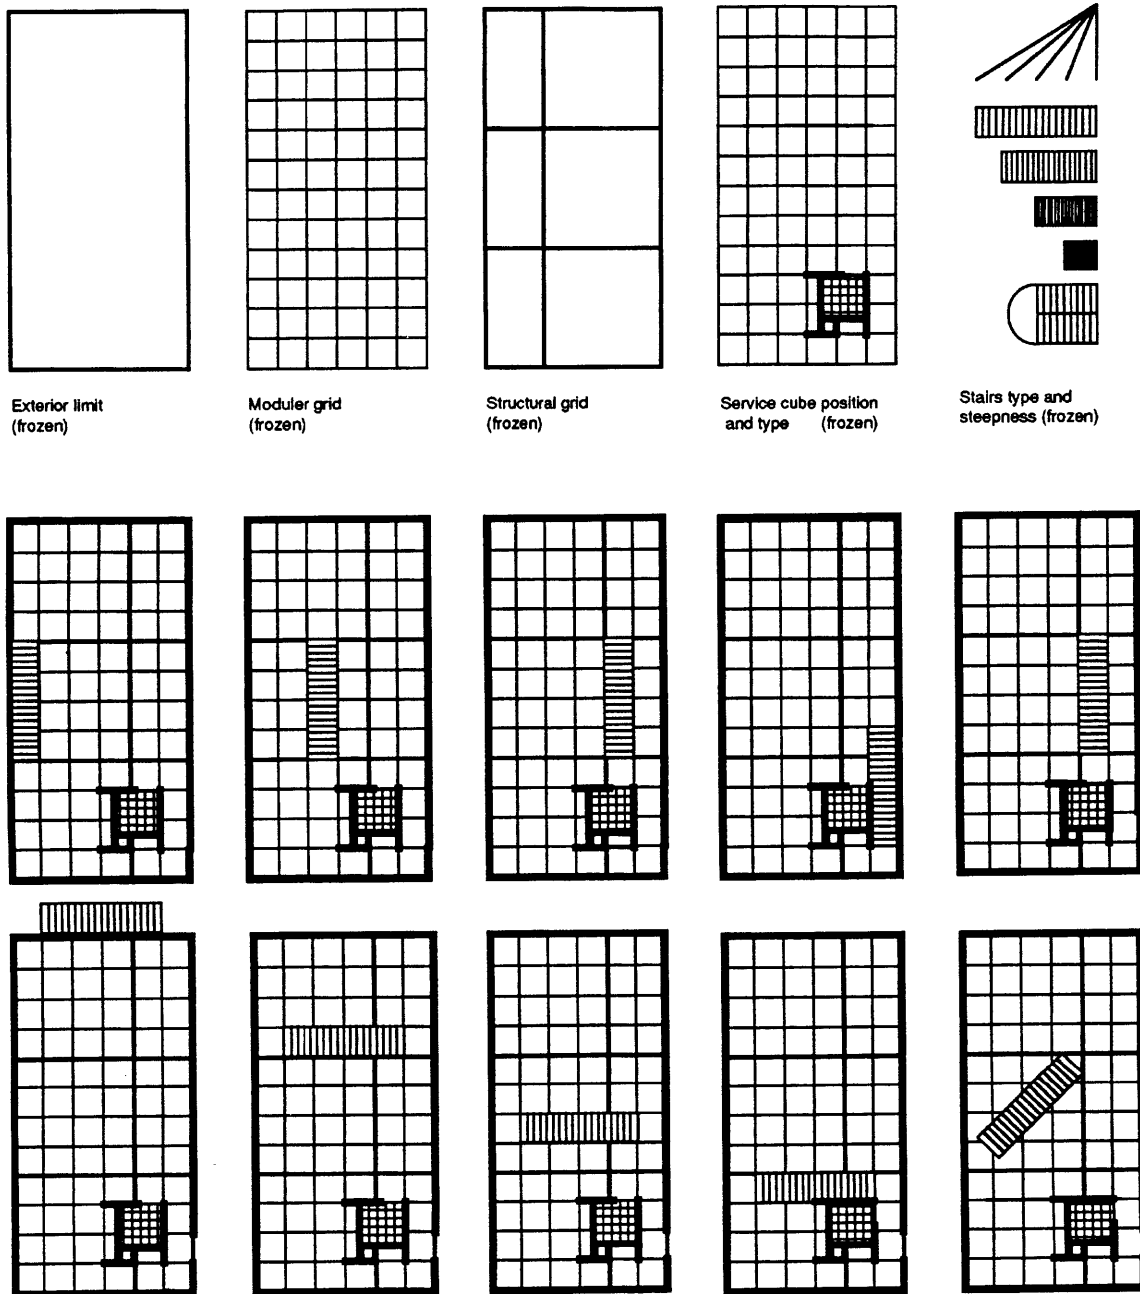 Exterior limit
(frozen)
Moduler grid
(frozen)
Structural grid
(frozen)
Service cube position
and type (frozen)
Stairs type and
steepness (frozen)